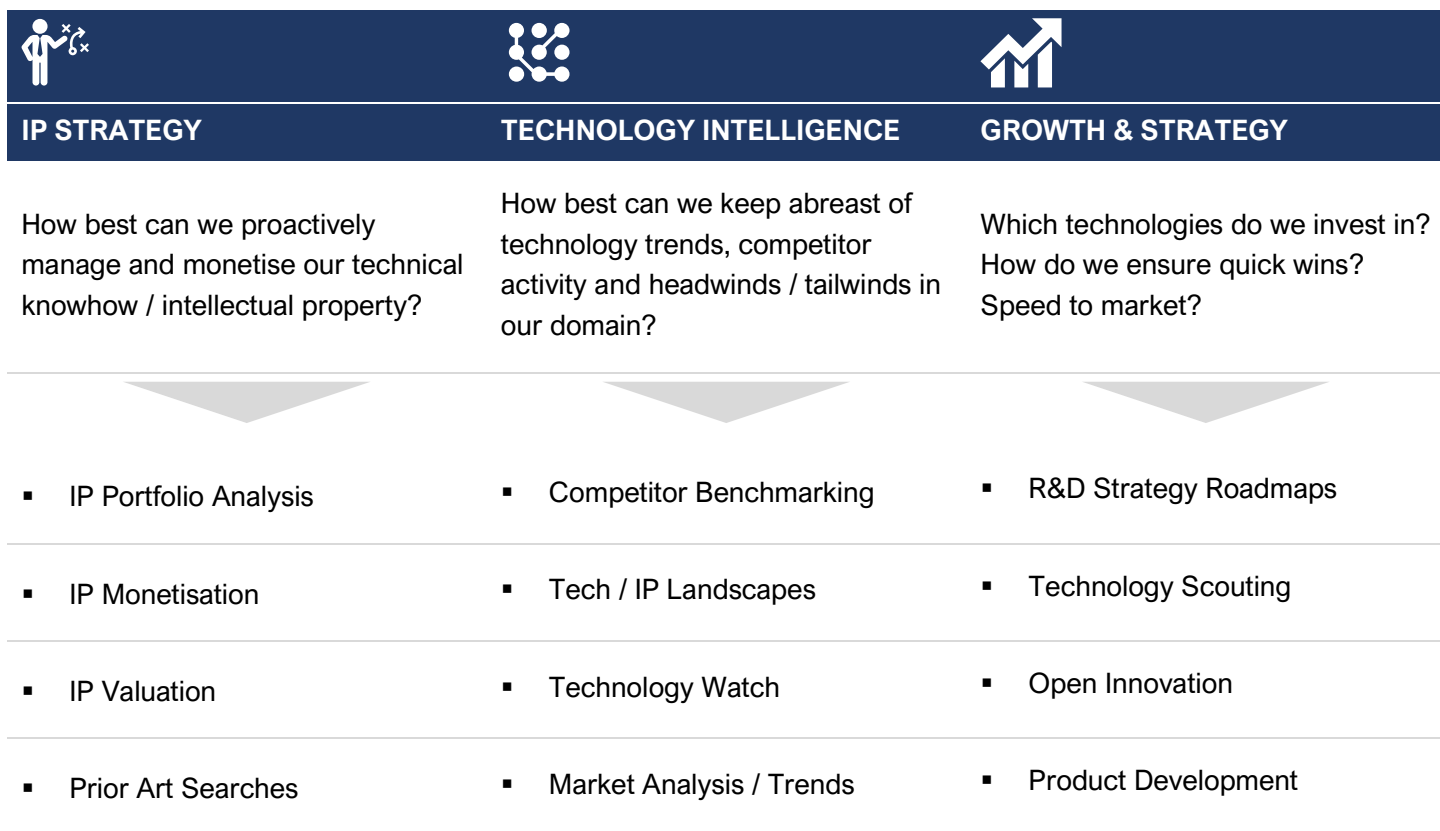 IP STRATEGY
TECHNOLOGY INTELLIGENCE
GROWTH & STRATEGY
How best can we proactively
manage and monetise our technical
knowhow / intellectual property?
How best can we keep abreast of
technology trends, competitor
activity and headwinds / tailwinds in
our domain?
Which technologies do we invest in?
How do we ensure quick wins?
Speed to market?
▪ IP Portfolio Analysis
▪ Competitor Benchmarking
▪ R&D Strategy Roadmaps
▪ IP Monetisation
▪ Tech / IP Landscapes
▪ Technology Scouting
▪ IP Valuation
▪ Technology Watch
▪ Open Innovation
▪ Prior Art Searches
▪ Market Analysis / Trends
▪ Product Development